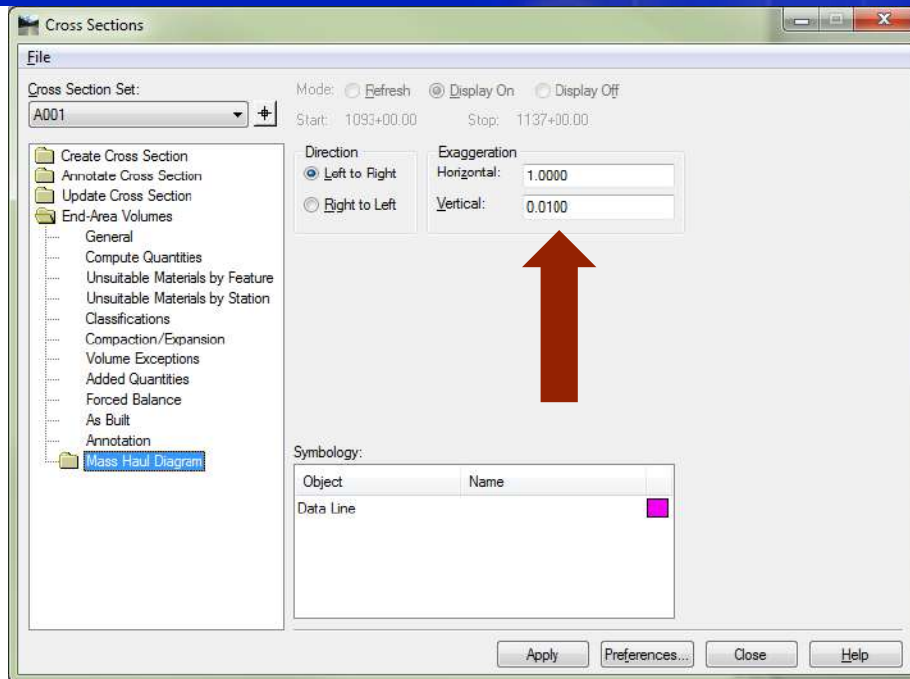 Cross Sections
File
Cross Section Set:
A001
Mode: Refresh Display On Display Off
Start: 1093+00.00 Stop: 1137+00.00
Create Cross Section
Annotate Cross Section
Update Cross Section
End-Area Volumes
General
Compute Quantities
Unsuitable Materials by Feature
Unsuitable Materials by Station
Classifications
Compaction/Expansion
Volume Exceptions
Added Quantities
Forced Balance
As Built
Annotation
Mass Haul Diagram
Direction
Left to Right
Right to Left
Exaggeration
Horizontal: 1.0000
Vertical: 0.0100
Symbology:
Object Name
Data Line
Apply Preferences... Close Help